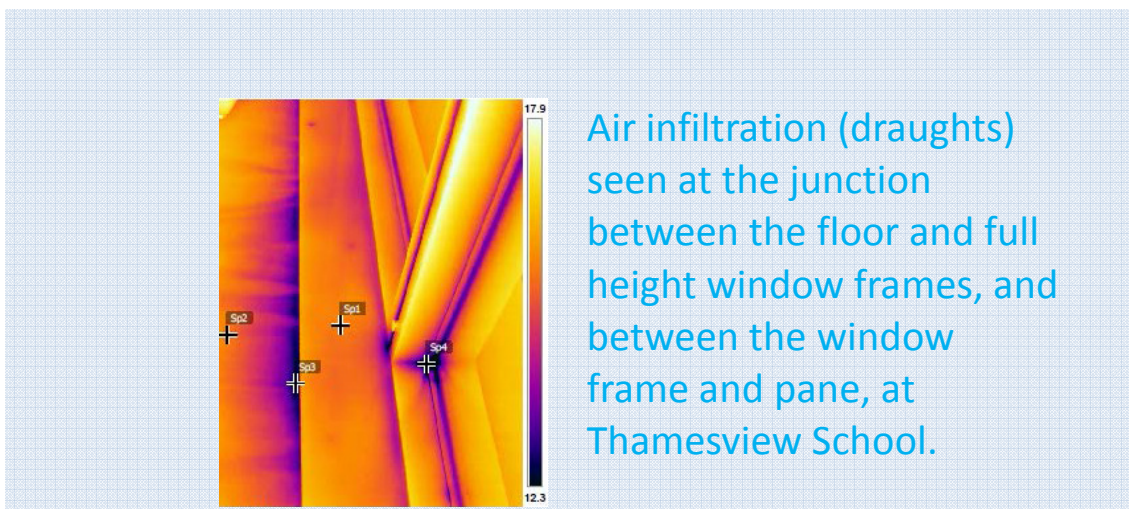 17.9
Sp2
Sp1
Sp3
Sp4
12.3
Air infiltration (draughts)
seen at the junction
between the floor and full
height window frames, and
between the window
frame and pane, at
Thamesview School.